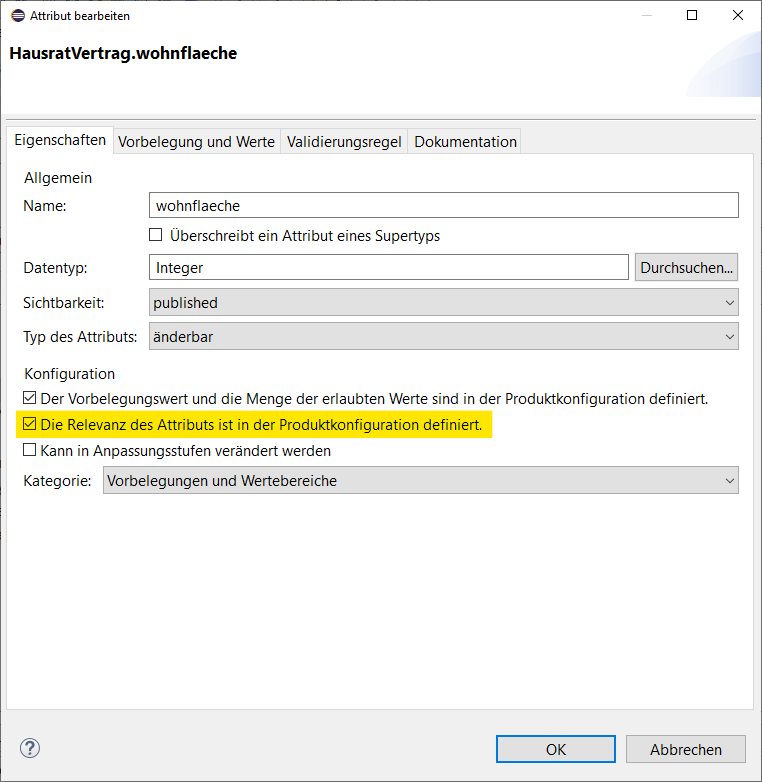 Attribut bearbeiten
HausratVertrag.wohnflaeche
Eigenschaften Vorbelegung und Werte Validierungsregel Dokumentation
Allgemein
Name: wohnflaeche
Überschreibt ein Attribut eines Supertyps
Datentyp: Integer Durchsuchen...
Sichtbarkeit: published
Typ des Attributs: änderbar
Konfiguration
Der Vorbelegungswert und die Menge der erlaubten Werte sind in der Produktkonfiguration definiert.
Die Relevanz des Attributs ist in der Produktkonfiguration definiert.
Kann in Anpassungsstufen verändert werden
Kategorie: Vorbelegungen und Wertebereiche
? OK Abbrechen